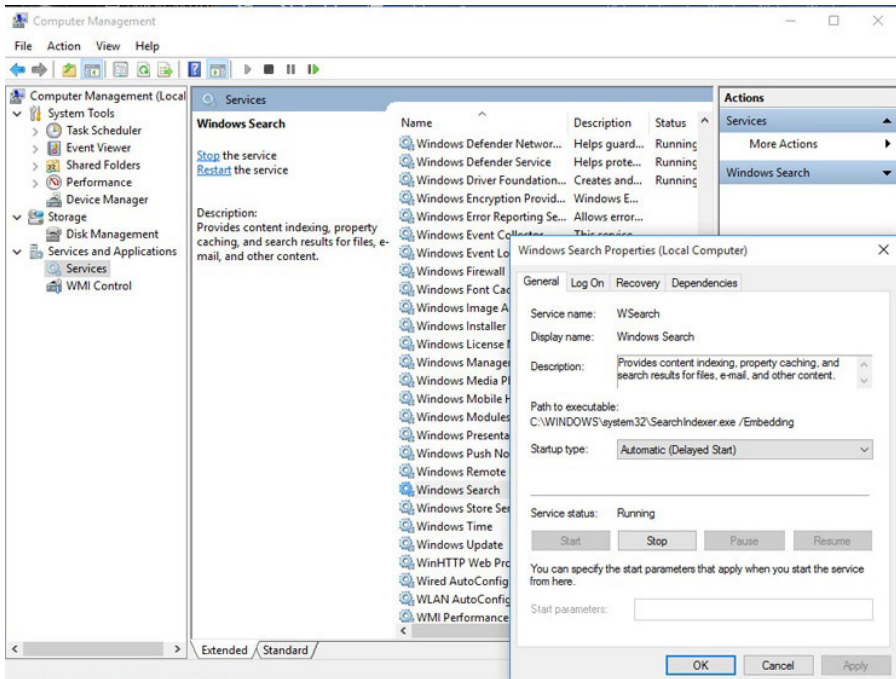 Computer Management
File Action View Help
Computer Management (Local
System Tools
Task Scheduler
Event Viewer
Shared Folders
Performance
Device Manager
Storage
Disk Management
Services and Applications
Services
WMI Control
Services
Windows Search
Stop the service
Restart the service
Description:
Provides content indexing, property
caching, and search results for files, e-
mail, and other content.
Name Description Status
Windows Defender Networ... Helps guard... Running
Windows Defender Service Helps prote... Running
Windows Driver Foundation... Creates and... Running
Windows Encryption Provid... Windows E...
Windows Error Reporting Se... Allows error...
Windows Event Collector This service
Windows Event Lo
Windows Firewall
Windows Font Cac
Windows Image A
Windows Installer
Windows License
Windows Manage
Windows Media Pl
Windows Mobile H
Windows Modules
Windows Presenta
Windows Push No
Windows Remote
Windows Search
Windows Store Ser
Windows Time
Windows Update
WinHTTP Web Pro
Wired AutoConfig
WLAN AutoConfig
WMI Performance
Extended Standard
Actions
Services
More Actions
Windows Search
Windows Search Properties (Local Computer)
General Log On Recovery Dependencies
Service name: WSearch
Display name: Windows Search
Description: Provides content indexing, property caching, and
search results for files, e-mail, and other content.
Path to executable:
C:\WINDOWS\system32\SearchIndexer.exe /Embedding
Startup type: Automatic (Delayed Start)
Service status: Running
Start Stop Pause Resume
You can specify the start parameters that apply when you start the service
from here.
Start parameters:
OK Cancel Apply